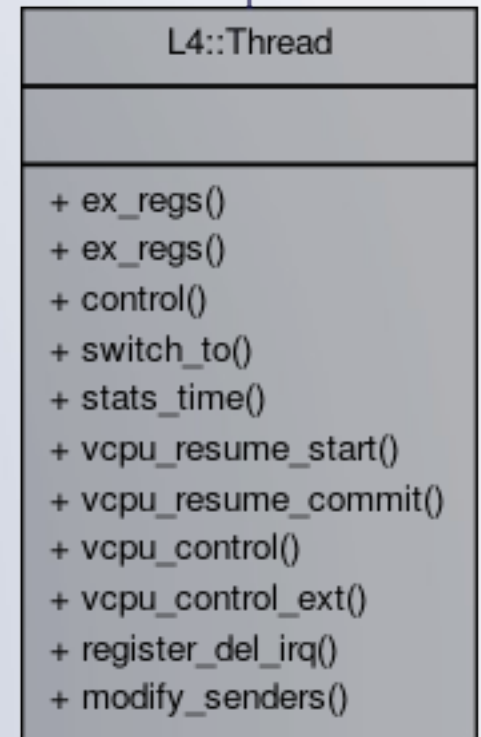 L4::Thread
+ ex_regs()
+ ex_regs()
+ control()
+ switch_to()
+ stats_time()
+ vcpu_resume_start()
+ vcpu_resume_commit()
+ vcpu_control()
+ vcpu_control_ext()
+ register_del_irq()
+ modify_senders()